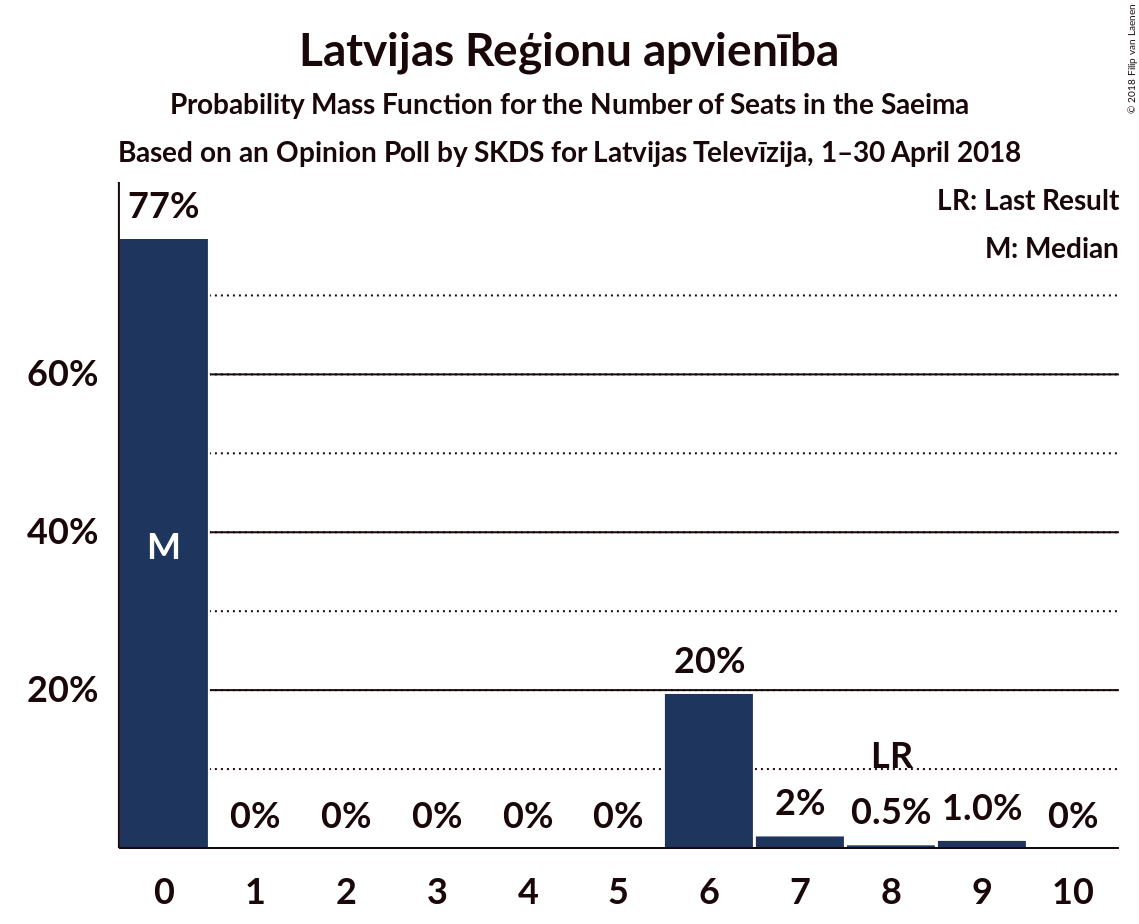 Latvijas Reģionu apvienība
Probability Mass Function for the Number of Seats in the Saeima
Based on an Opinion Poll by SKDS for Latvijas Televīzija, 1–30 April 2018
© 2018 Filip van Laenen
LR: Last Result
M: Median
77%
60%
40%
20%
M
20%
LR
0% 0% 0% 0% 0% 2% 0.5% 1.0% 0%
0 1 2 3 4 5 6 7 8 9 10